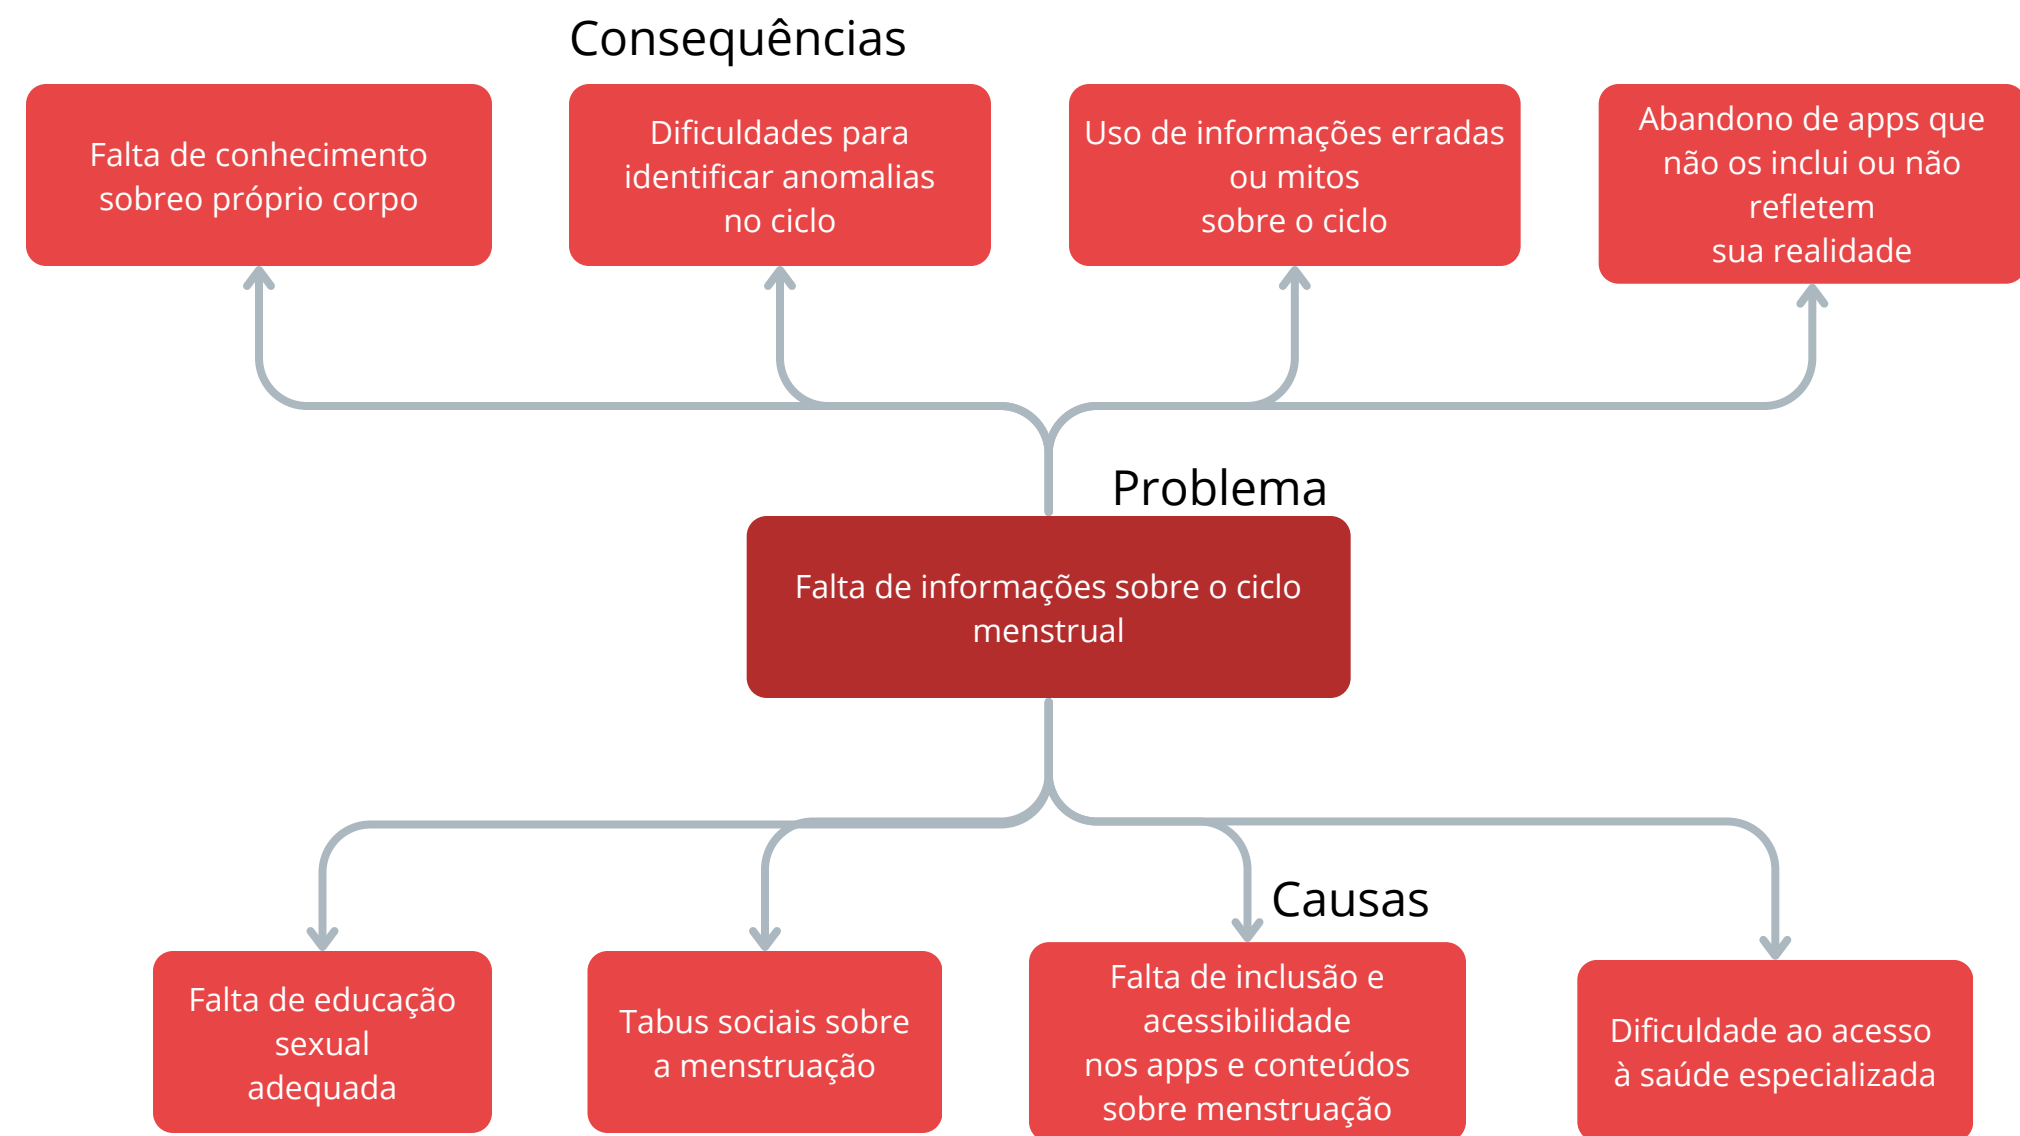 Consequências
Falta de conhecimento
sobreo próprio corpo
Dificuldades para
identificar anomalias
no ciclo
Uso de informações erradas
ou mitos
sobre o ciclo
Abandono de apps que
não os inclui ou não
refletem
sua realidade
Problema
Falta de informações sobre o ciclo
menstrual
Causas
Falta de educação
sexual
adequada
Tabus sociais sobre
a menstruação
Falta de inclusão e
acessibilidade
nos apps e conteúdos
sobre menstruação
Dificuldade ao acesso
à saúde especializada